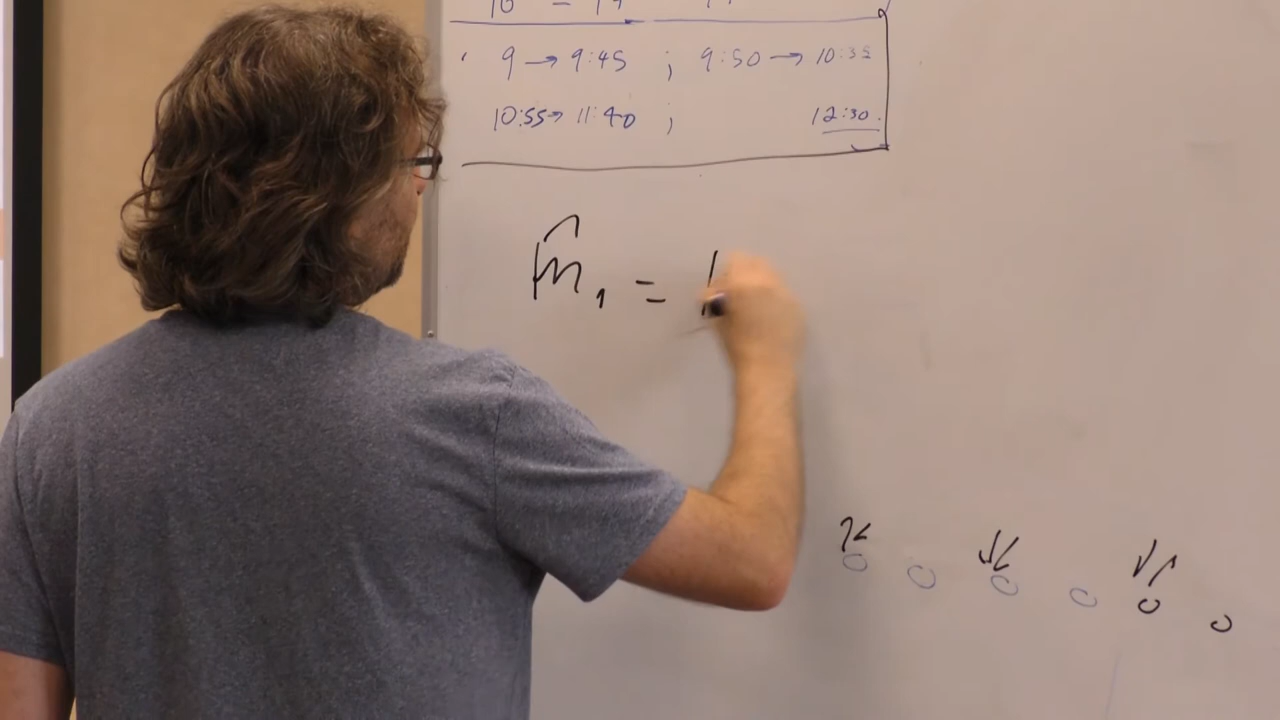 9 → 9:45 ; 9:50 → 10:35
10:55→ 11:40 ; 12:30
m̂₁ =